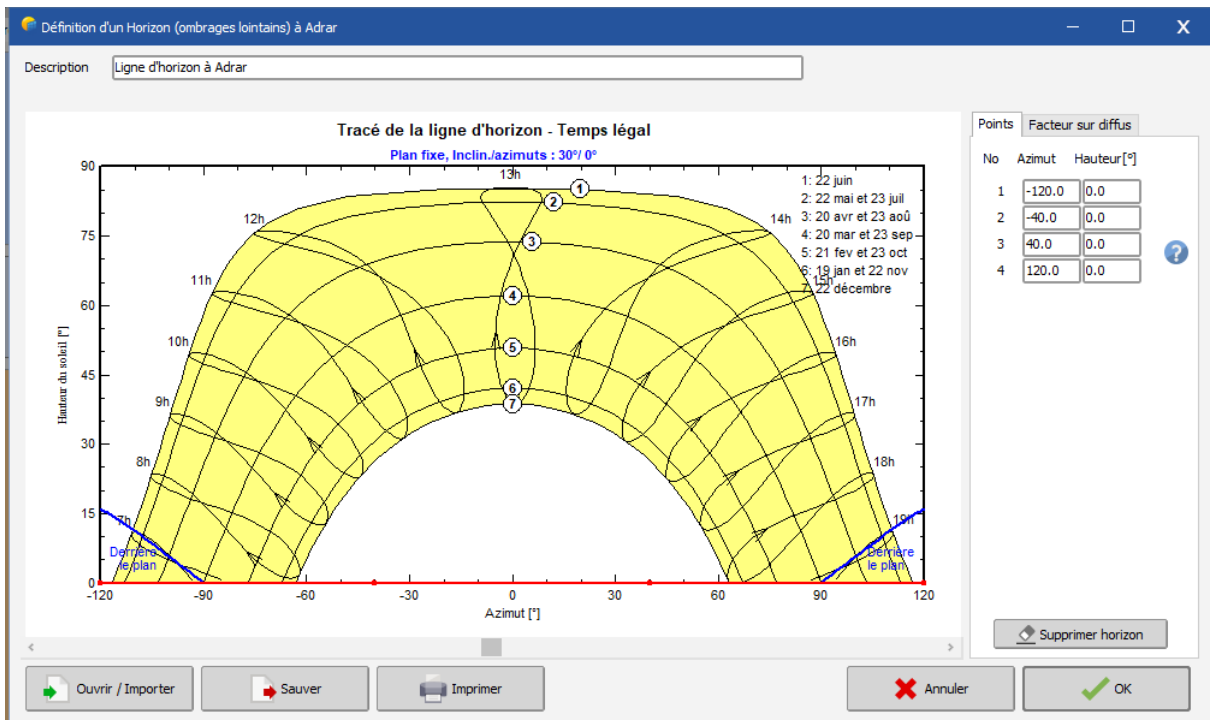 Définition d'un Horizon (ombrages lointains) à Adrar
X
Description
Ligne d'horizon à Adrar
Tracé de la ligne d'horizon - Temps légal
Plan fixe, Inclin./azimuts : 30°/ 0°
1: 22 juin
2: 22 mai et 23 juil
3: 20 avr et 23 aoû
4: 20 mar et 23 sep
5: 21 fev et 23 oct
6: 19 jan et 22 nov
7: 22 décembre
90
75
60
45
30
15
0
Hauteur du soleil [°]
7h
8h
9h
10h
11h
12h
13h
14h
15h
16h
17h
18h
19h
1
2
3
4
5
6
7
Derrière
le plan
Derrière
le plan
-120
-90
-60
-30
0
30
60
90
120
Azimut [°]
Points
Facteur sur diffus
No Azimut Hauteur[°]
1 -120.0 0.0
2 -40.0 0.0
3 40.0 0.0
4 120.0 0.0
?
Supprimer horizon
Ouvrir / Importer
Sauver
Imprimer
Annuler
OK